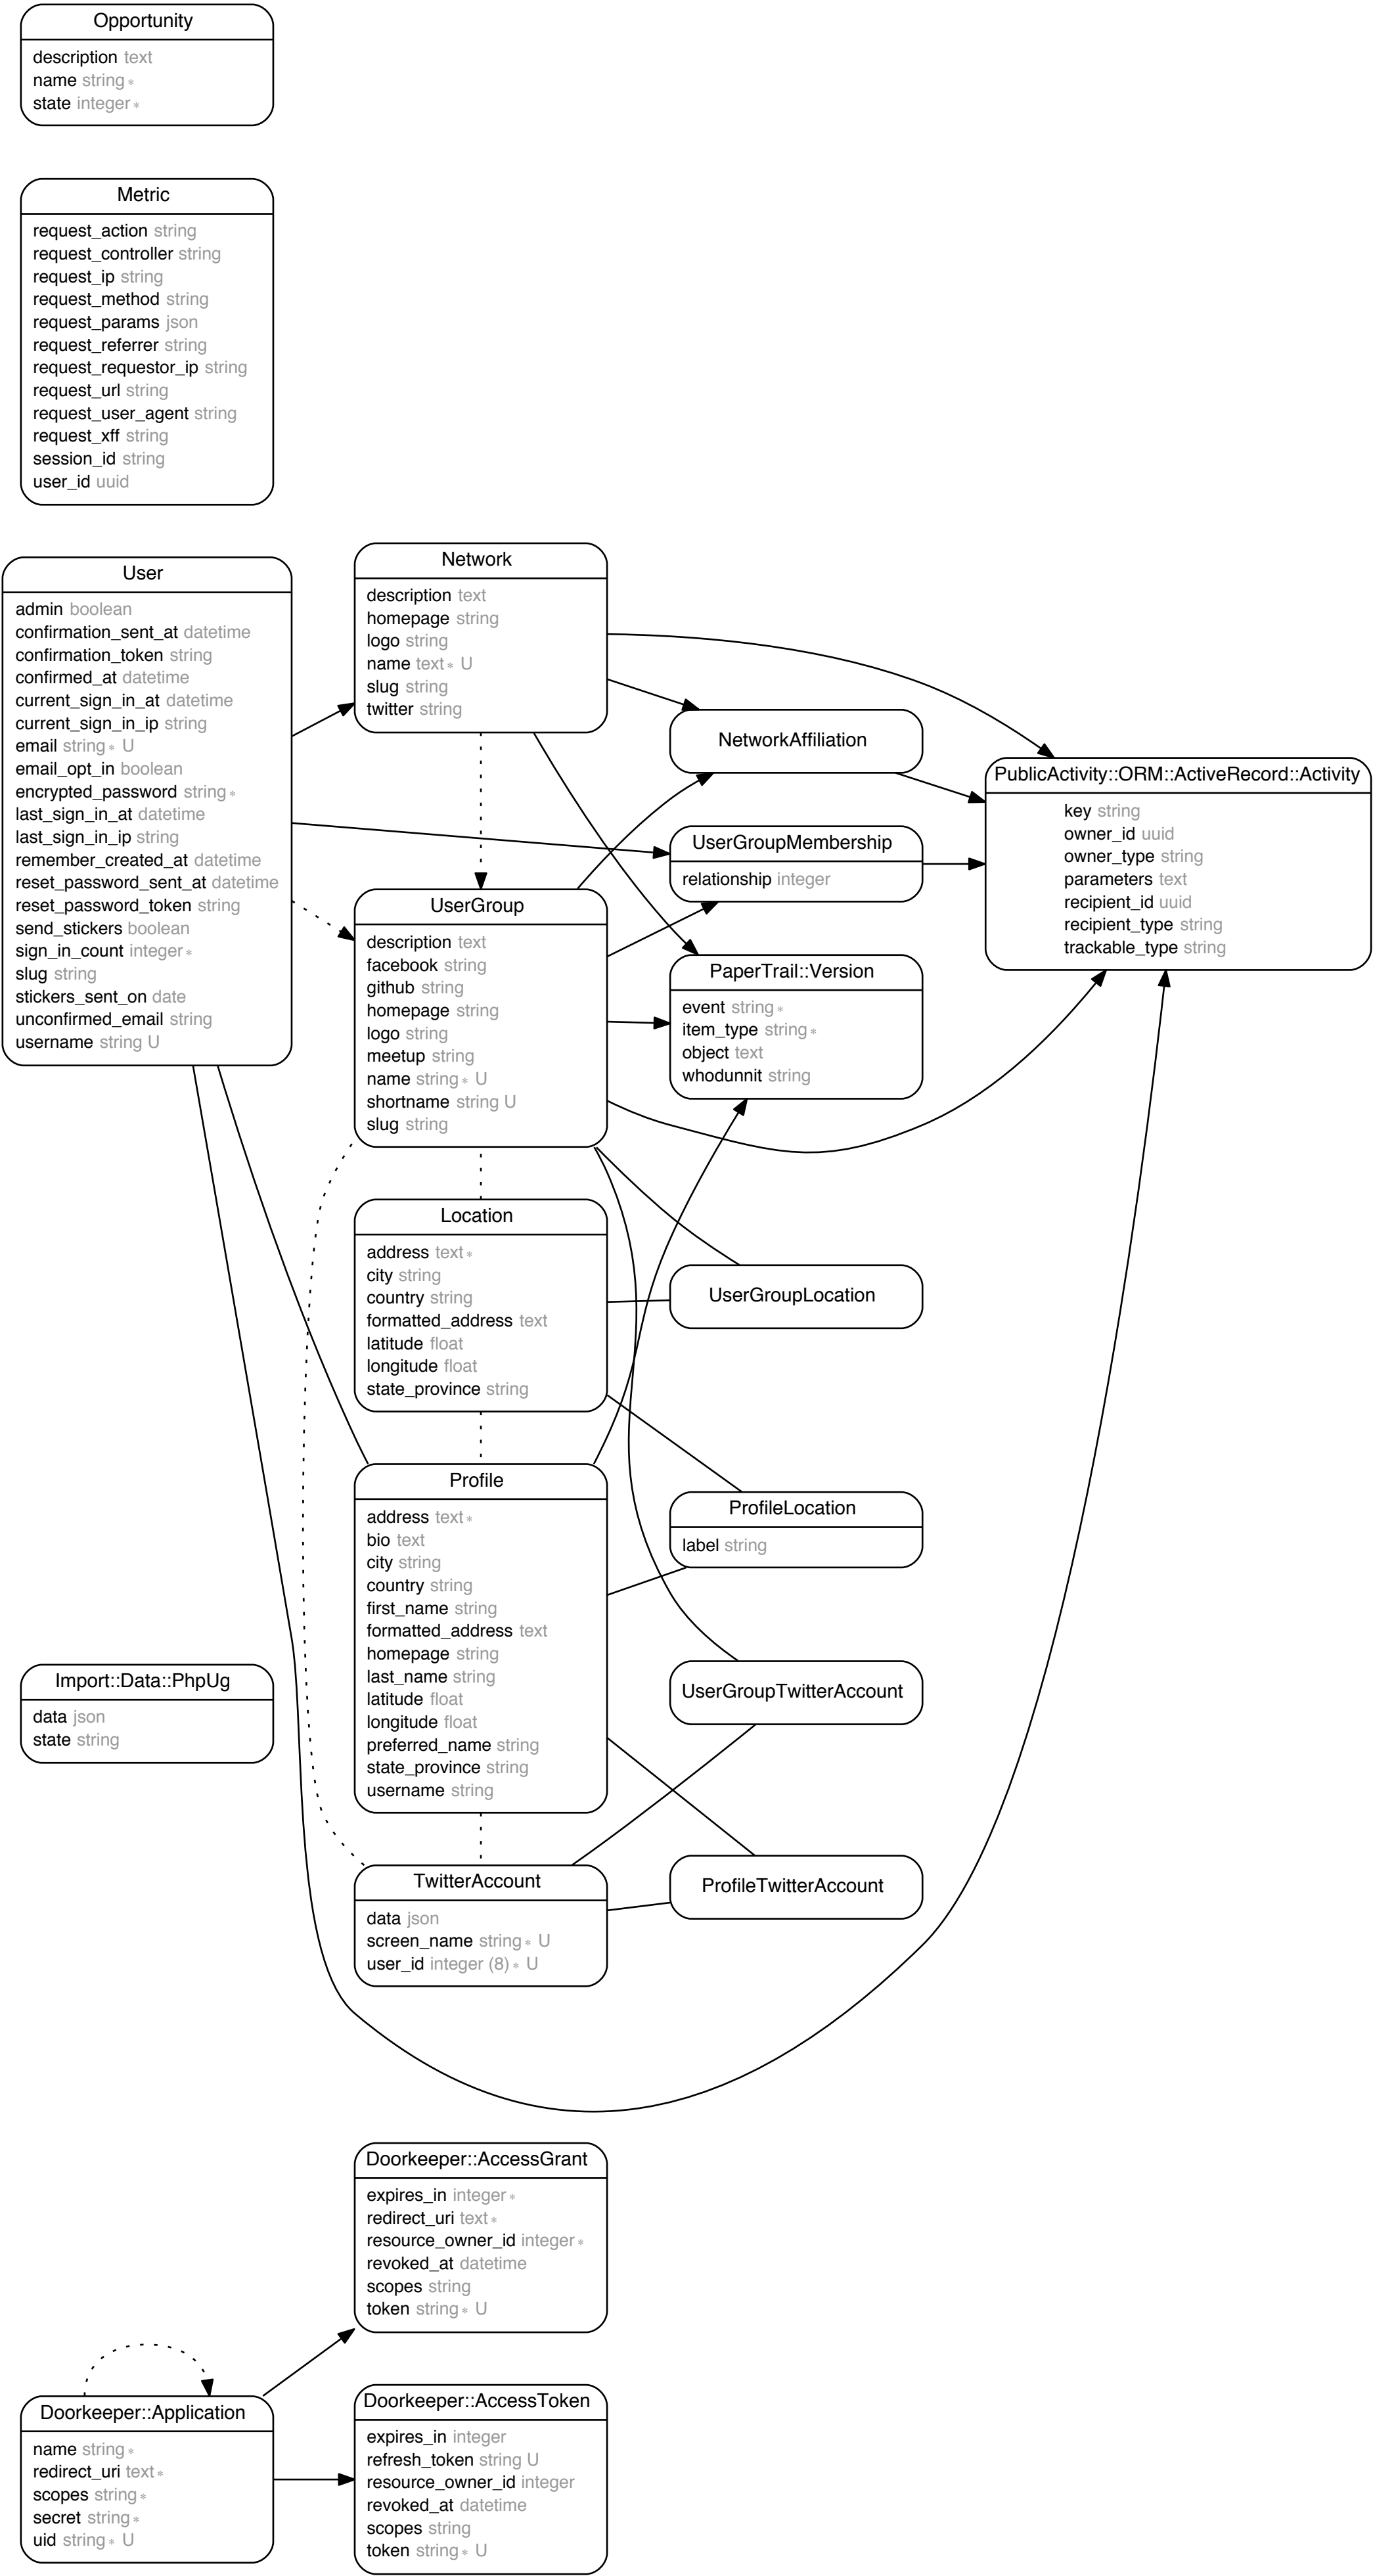 Opportunity
description text
name string ∗
state integer ∗
Metric
request_action string
request_controller string
request_ip string
request_method string
request_params json
request_referrer string
request_requestor_ip string
request_url string
request_user_agent string
request_xff string
session_id string
user_id uuid
User
admin boolean
confirmation_sent_at datetime
confirmation_token string
confirmed_at datetime
current_sign_in_at datetime
current_sign_in_ip string
email string ∗ U
email_opt_in boolean
encrypted_password string ∗
last_sign_in_at datetime
last_sign_in_ip string
remember_created_at datetime
reset_password_sent_at datetime
reset_password_token string
send_stickers boolean
sign_in_count integer ∗
slug string
stickers_sent_on date
unconfirmed_email string
username string U
Network
description text
homepage string
logo string
name text ∗ U
slug string
twitter string
NetworkAffiliation
PublicActivity::ORM::ActiveRecord::Activity
key string
owner_id uuid
owner_type string
parameters text
recipient_id uuid
recipient_type string
trackable_type string
UserGroupMembership
relationship integer
UserGroup
description text
facebook string
github string
homepage string
logo string
meetup string
name string ∗ U
shortname string U
slug string
PaperTrail::Version
event string ∗
item_type string ∗
object text
whodunnit string
Location
address text ∗
city string
country string
formatted_address text
latitude float
longitude float
state_province string
UserGroupLocation
Profile
address text ∗
bio text
city string
country string
first_name string
formatted_address text
homepage string
last_name string
latitude float
longitude float
preferred_name string
state_province string
username string
ProfileLocation
label string
Import::Data::PhpUg
data json
state string
UserGroupTwitterAccount
TwitterAccount
data json
screen_name string ∗ U
user_id integer (8) ∗ U
ProfileTwitterAccount
Doorkeeper::AccessGrant
expires_in integer ∗
redirect_uri text ∗
resource_owner_id integer ∗
revoked_at datetime
scopes string
token string ∗ U
Doorkeeper::Application
name string ∗
redirect_uri text ∗
scopes string ∗
secret string ∗
uid string ∗ U
Doorkeeper::AccessToken
expires_in integer
refresh_token string U
resource_owner_id integer
revoked_at datetime
scopes string
token string ∗ U